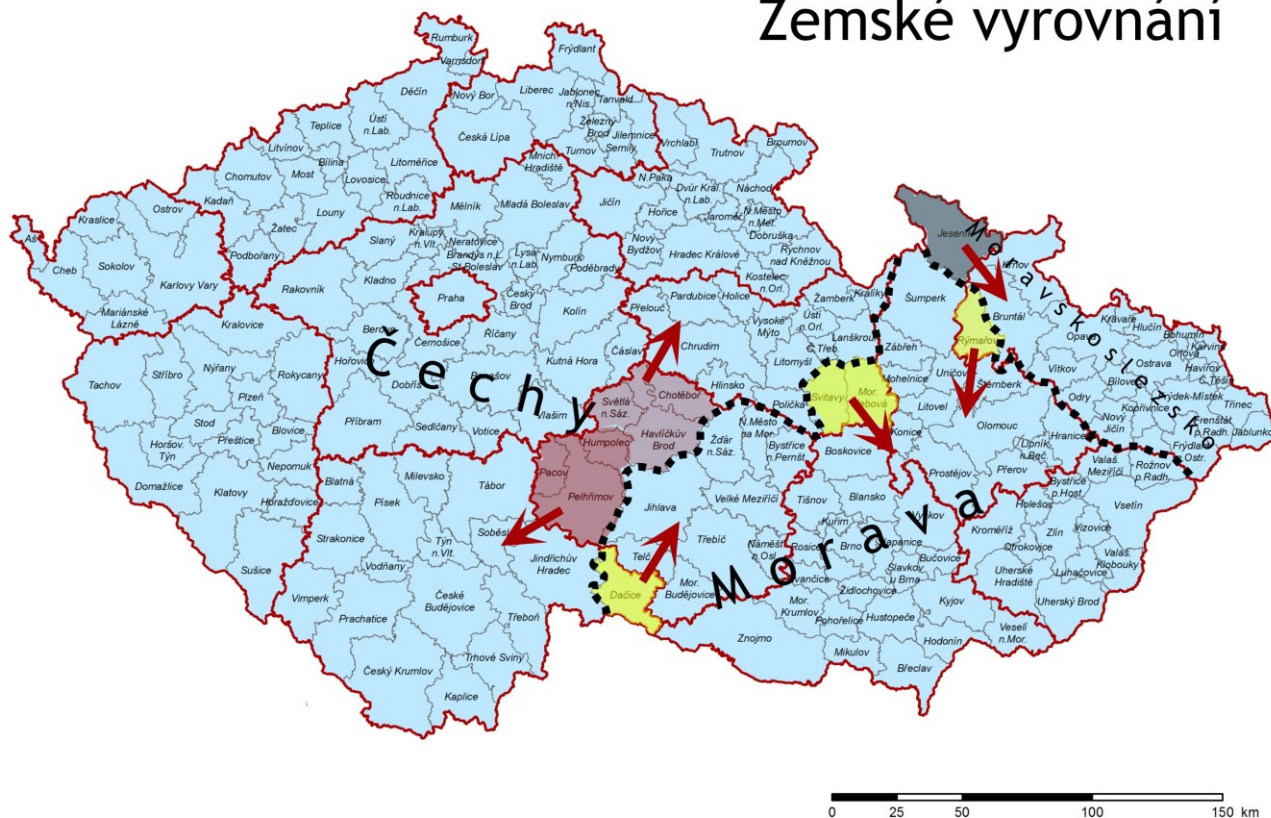 Zemské vyrovnání
Rumburk
Varnsdorf
Frýdlant
Děčín
Nový Bor
Liberec
Jablonec
n.Nis.
Tanvald
Teplice
Ústí
n.Lab.
Česká Lípa
Železný
Brod
Jilemnice
Turnov
Semily
Vrchlabí
Trutnov
Broumov
Litvínov
Bílina
Most
Litoměřice
Lovosice
Mnich.
Hradiště
Chomutov
Roudnice
n.Lab.
N.Paka
Jičín
Dvůr Král.
n.Lab.
Náchod
Kadaň
Louny
Žatec
Mělník
Mladá Boleslav
Hořice
Jaroměř
N.Město
n.Met.
Dobruška
Kraslice
Ostrov
Podbořany
Slaný
Kralupy
n.Vlt.
Neratovice
Brandýs n.L.
St.Boleslav
Lysá
n.Lab.
Nymburk
Poděbrady
Nový
Bydžov
Hradec Králové
Rychnov
nad Kněžnou
Aš
Cheb
Sokolov
Karlovy Vary
Mariánské
Lázně
Rakovník
Kladno
Praha
Český
Brod
Kolín
Kostelec
n.Orl.
Přelouč
Pardubice
Holice
Žamberk
Králíky
Jeseník
Krnov
Kralovice
Beroun
Hořovice
Černošice
Říčany
Kutná Hora
Čáslav
Chrudim
Vysoké
Mýto
Ústí
n.Orl.
Č.Třeb.
Lanškroun
Litomyšl
Šumperk
Zábřeh
Bruntál
Rýmařov
Tachov
Stříbro
Nýřany
Plzeň
Rokycany
Dobříš
Benešov
Vlašim
Světlá
n.Sáz.
Chotěboř
Hlinsko
Polička
Svitavy
Mor.
Třebová
Mohelnice
Uničov
Šternberk
Opava
Kravaře
Hlučín
Bohumín
Karviná
Orlová
Havířov
Č.Těš.
Ostrava
Vítkov
Bílovec
Stod
Přeštice
Blovice
Příbram
Sedlčany
Votice
Humpolec
Havlíčkův
Brod
Žďár
n.Sáz.
N.Město
na Mor.
Bystřice
n.Pernšt.
Konice
Litovel
Olomouc
Odry
Nový
Jičín
Kopřivnice
Frýdek-Místek
Třinec
Frenštát
p.Radh.
Jablunkov
Frýdlant
n.Ostr.
Horšov.
Týn
Domažlice
Klatovy
Nepomuk
Horažďovice
Blatná
Milevsko
Písek
Tábor
Pacov
Pelhřimov
Jihlava
Velké Meziříčí
Boskovice
Blansko
Prostějov
Přerov
Lipník
n.Beč.
Hranice
Valaš.
Meziříčí
Rožnov
p.Radh.
Bystřice
p.Host.
Holešov
Vsetín
Sušice
Strakonice
Vodňany
Týn
n.Vlt.
Soběslav
Jindřichův
Hradec
Telč
Třebíč
Náměšť
n.Osl.
Tišnov
Kuřim
Rosice
Brno
Šlapanice
Vyškov
Slavkov
u Brna
Bučovice
Kroměříž
Otrokovice
Zlín
Vizovice
Valaš.
Klobouky
Luhačovice
Uherské
Hradiště
Uherský Brod
Vimperk
Prachatice
České
Budějovice
Třeboň
Dačice
Mor.
Budějovice
Ivančice
Mor.
Krumlov
Židlochovice
Pohořelice
Hustopeče
Kyjov
Veselí
n.Mor.
Hodonín
Znojmo
Mikulov
Břeclav
Český Krumlov
Trhové Sviny
Kaplice
Čechy
Morava
Moravskoslezsko
0 25 50 100 150 km